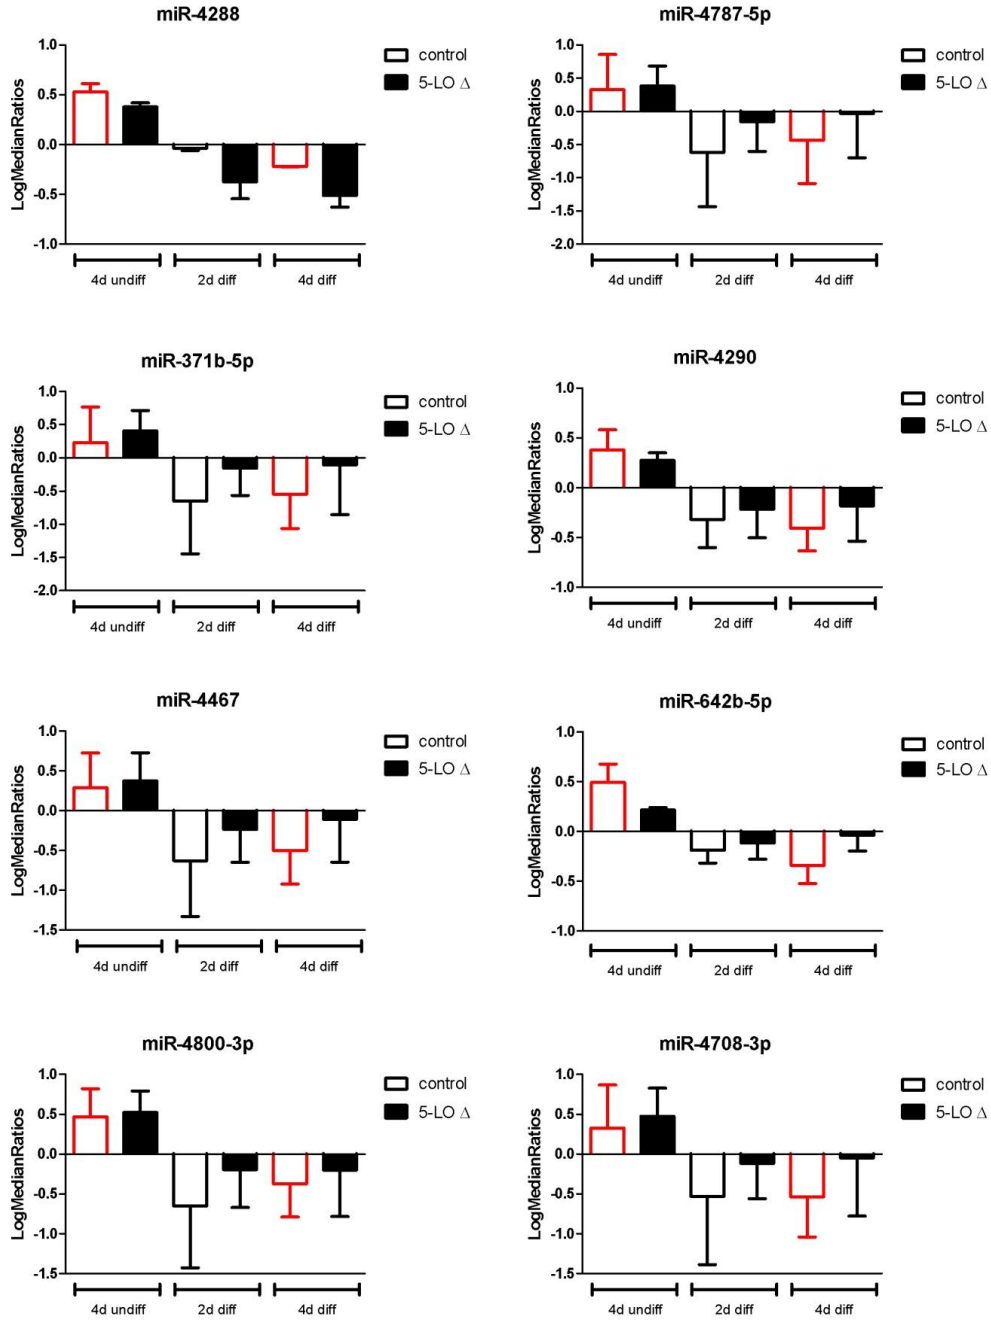 miR-4288
LogMedianRatios
1.0
0.5
0.0
-0.5
-1.0
4d undiff
2d diff
4d diff
control
5-LO Δ
miR-4787-5p
LogMedianRatios
1.0
0.5
0.0
-0.5
-1.0
-1.5
-2.0
4d undiff
2d diff
4d diff
control
5-LO Δ
miR-371b-5p
LogMedianRatios
1.0
0.5
0.0
-0.5
-1.0
-1.5
-2.0
4d undiff
2d diff
4d diff
control
5-LO Δ
miR-4290
LogMedianRatios
1.0
0.5
0.0
-0.5
-1.0
4d undiff
2d diff
4d diff
control
5-LO Δ
miR-4467
LogMedianRatios
1.0
0.5
0.0
-0.5
-1.0
-1.5
4d undiff
2d diff
4d diff
control
5-LO Δ
miR-642b-5p
LogMedianRatios
1.0
0.5
0.0
-0.5
-1.0
4d undiff
2d diff
4d diff
control
5-LO Δ
miR-4800-3p
LogMedianRatios
1.0
0.5
0.0
-0.5
-1.0
-1.5
4d undiff
2d diff
4d diff
control
5-LO Δ
miR-4708-3p
LogMedianRatios
1.0
0.5
0.0
-0.5
-1.0
-1.5
4d undiff
2d diff
4d diff
control
5-LO Δ